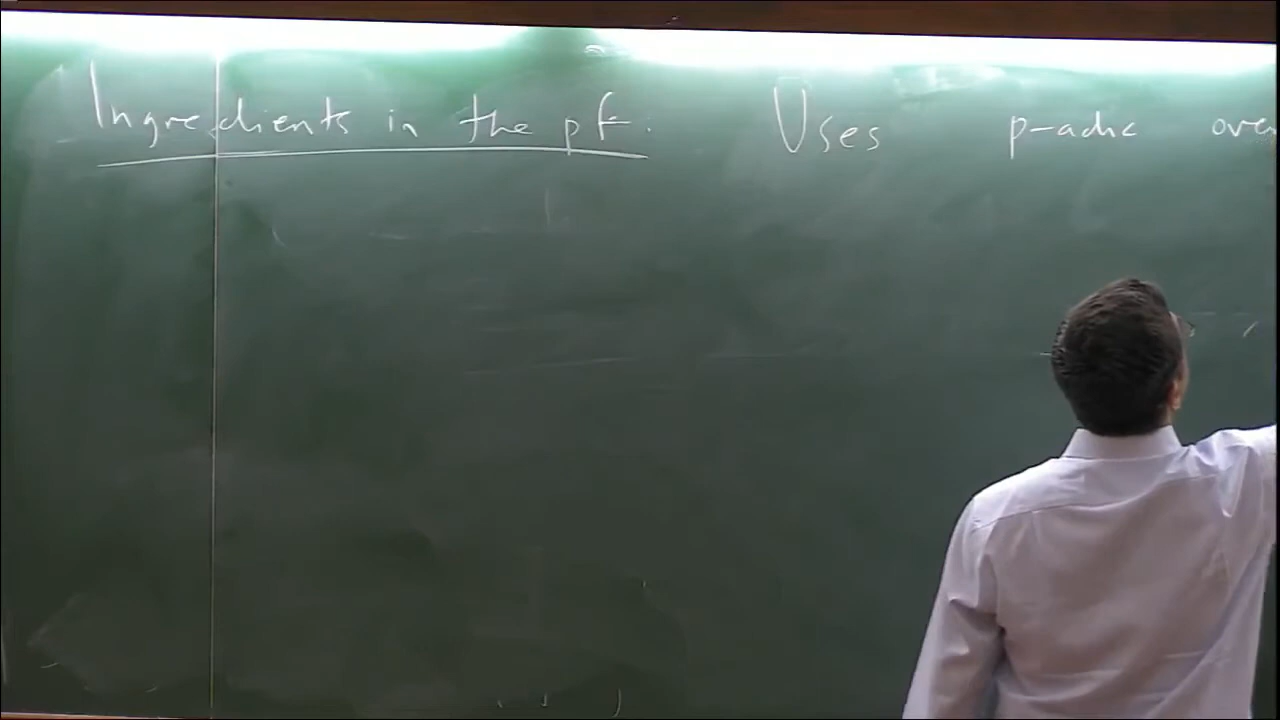 Ingredients in the pf. Uses p-adic over